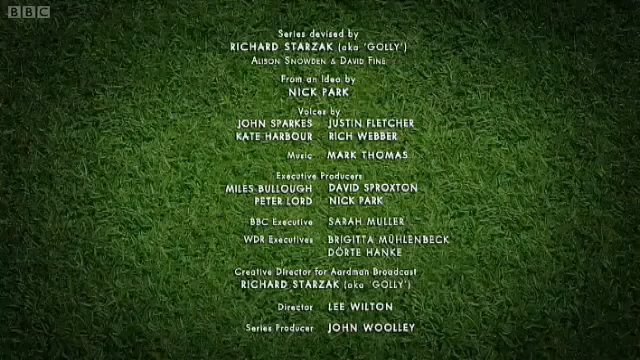 BBC
Series devised by
RICHARD STARZAK (aka 'GOLLY')
ALISON SNOWDEN & DAVID FINE
From an Idea by
NICK PARK
Voices by
JOHN SPARKES JUSTIN FLETCHER
KATE HARBOUR RICH WEBBER
Music MARK THOMAS
Executive Producers
MILES BULLOUGH DAVID SPROXTON
PETER LORD NICK PARK
BBC Executive SARAH MULLER
WDR Executives BRIGITTA MÜHLENBECK
DÖRTE HANKE
Creative Director for Aardman Broadcast
RICHARD STARZAK (aka 'GOLLY')
Director LEE WILTON
Series Producer JOHN WOOLLEY